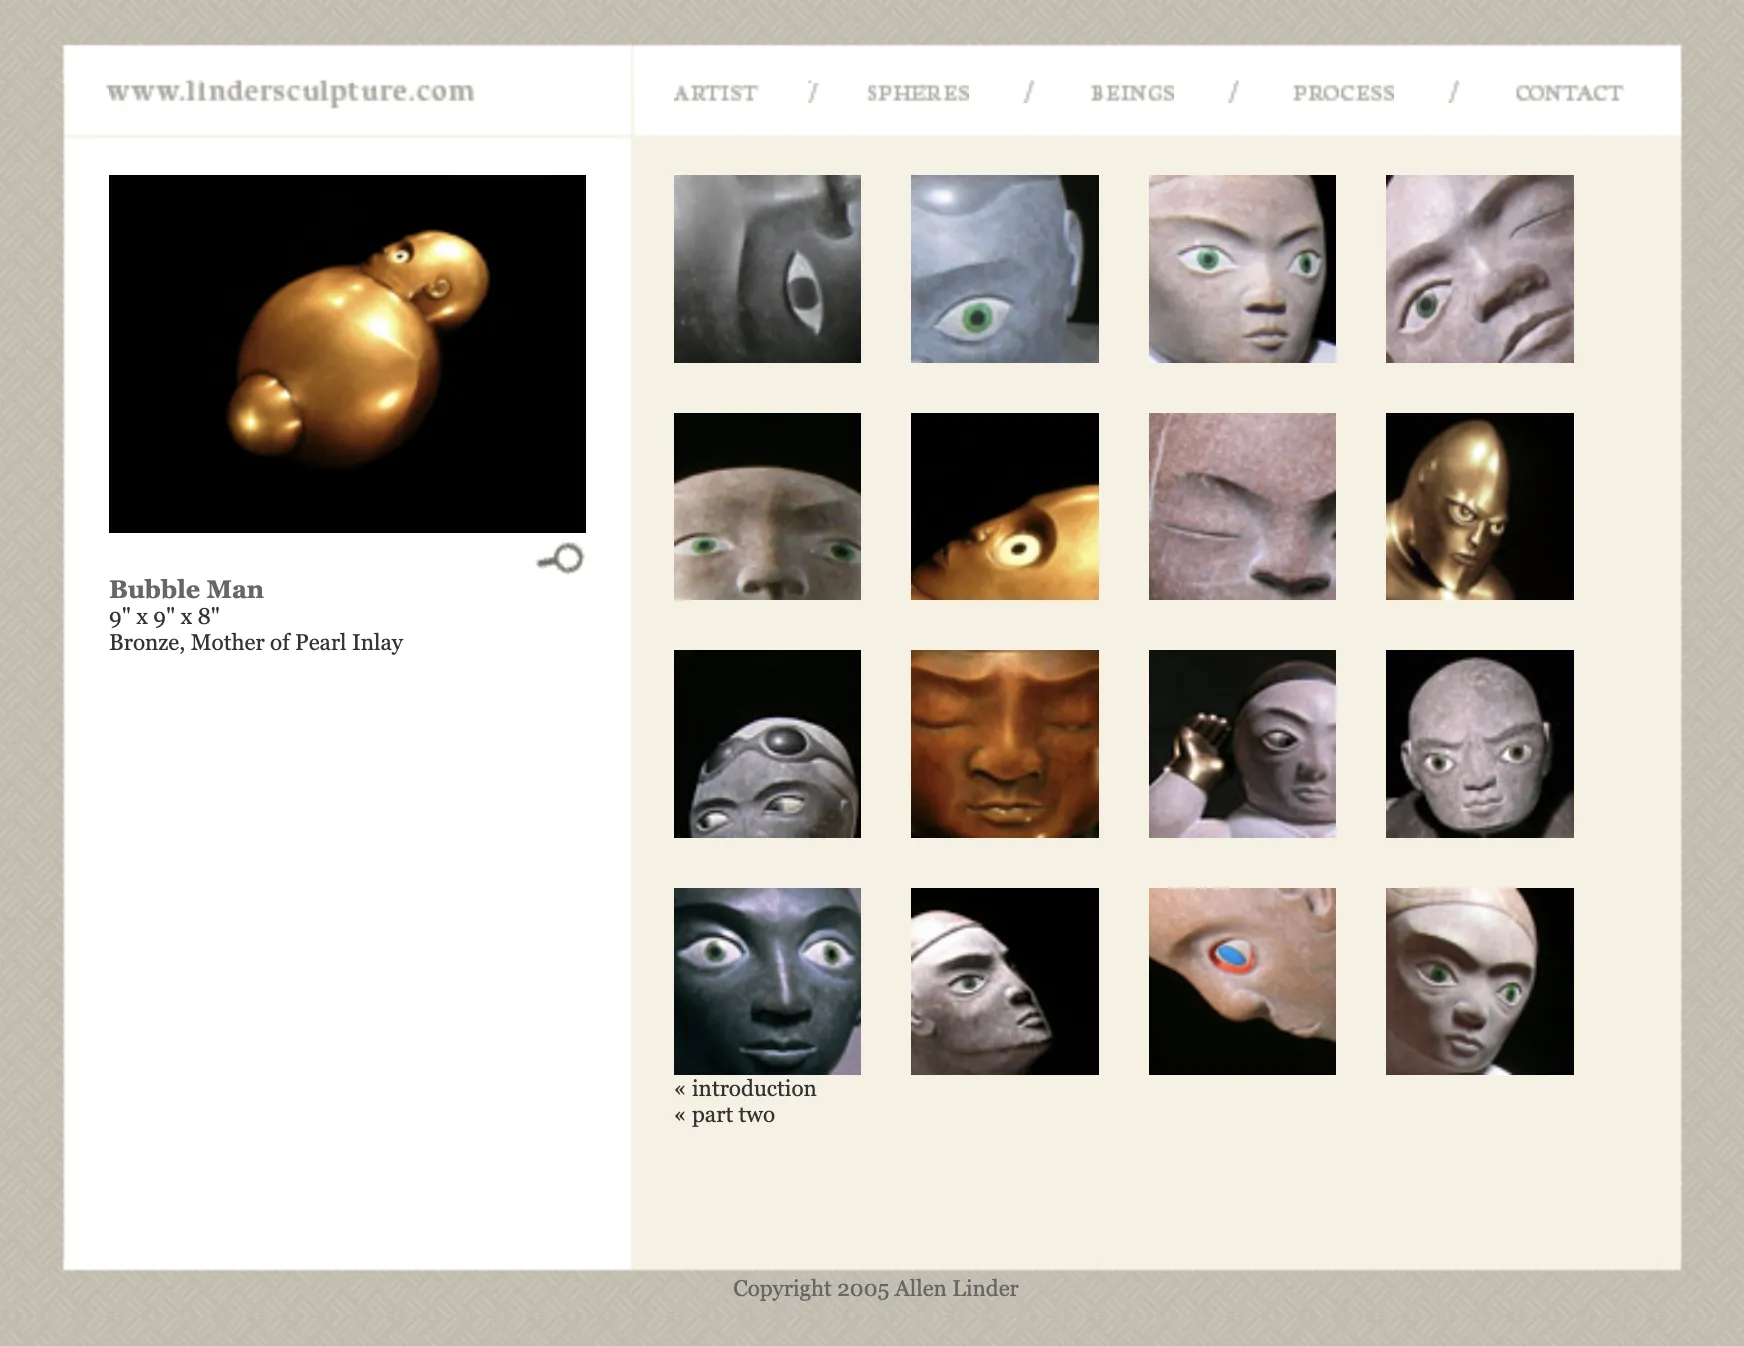 www.lindersculpture.com
ARTIST / SPHERES / BEINGS / PROCESS / CONTACT
Bubble Man
9" x 9" x 8"
Bronze, Mother of Pearl Inlay
« introduction
« part two
Copyright 2005 Allen Linder